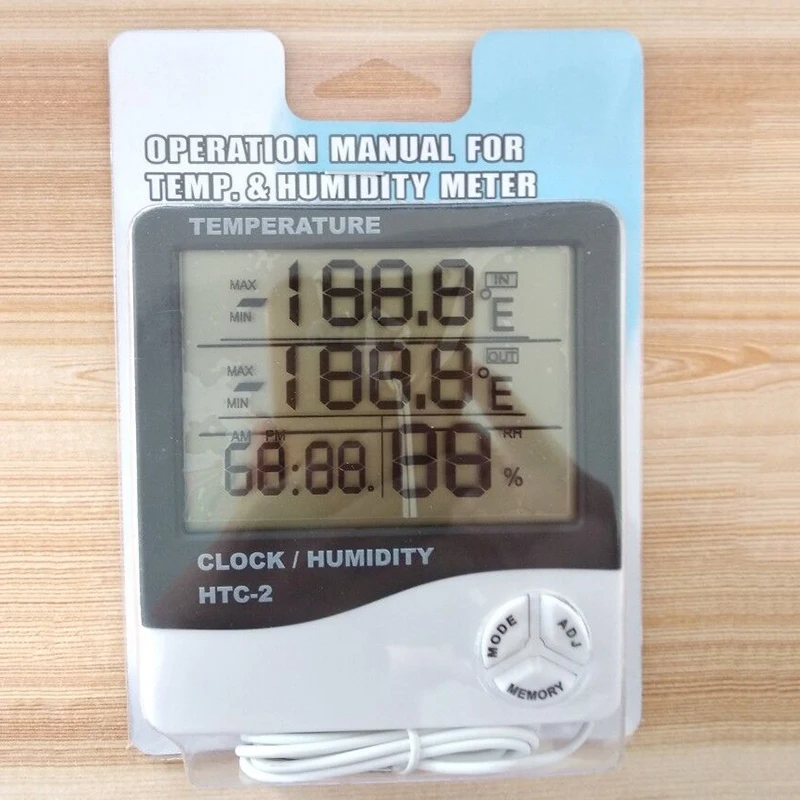 OPERATION MANUAL FOR
TEMP. & HUMIDITY METER
TEMPERATURE
MAX 188.8 IN
MIN °E
MAX 188.8 OUT
MIN °E
AM PM RH
68:88. 88 %
CLOCK / HUMIDITY
HTC-2
MODE ADJ
MEMORY